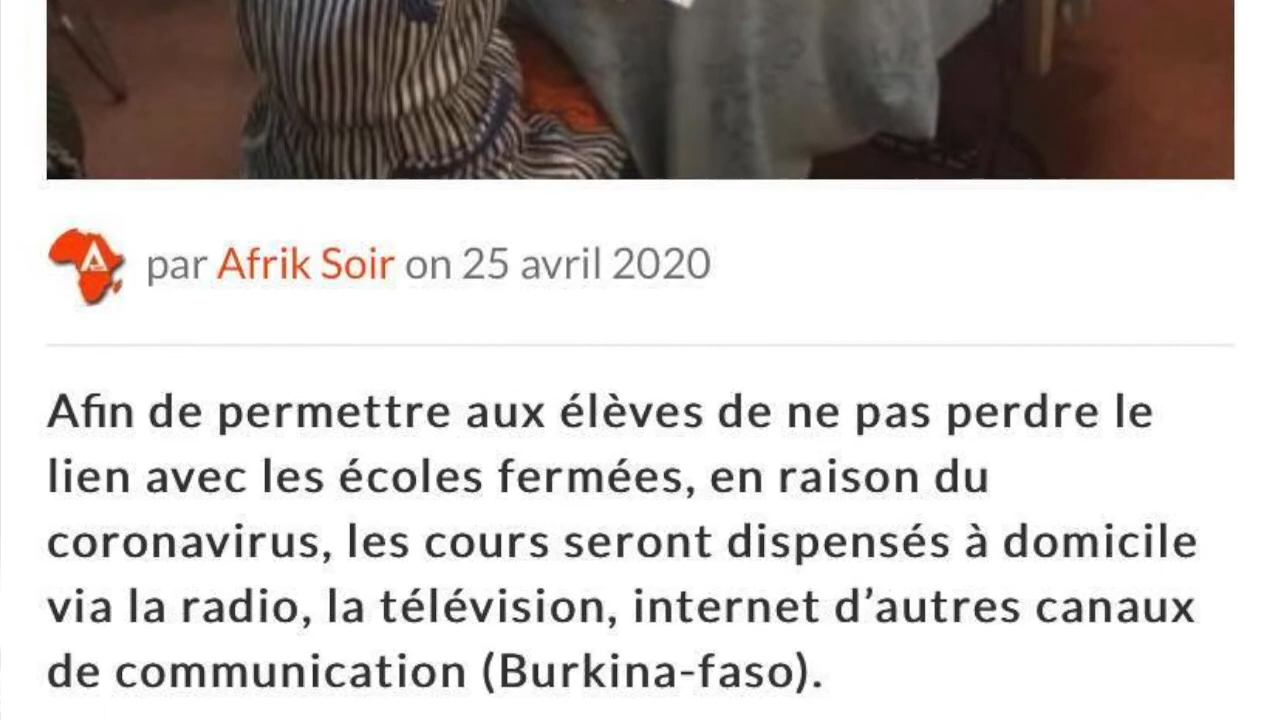 par Afrik Soir on 25 avril 2020
Afin de permettre aux élèves de ne pas perdre le
lien avec les écoles fermées, en raison du
coronavirus, les cours seront dispensés à domicile
via la radio, la télévision, internet d’autres canaux
de communication (Burkina-faso).